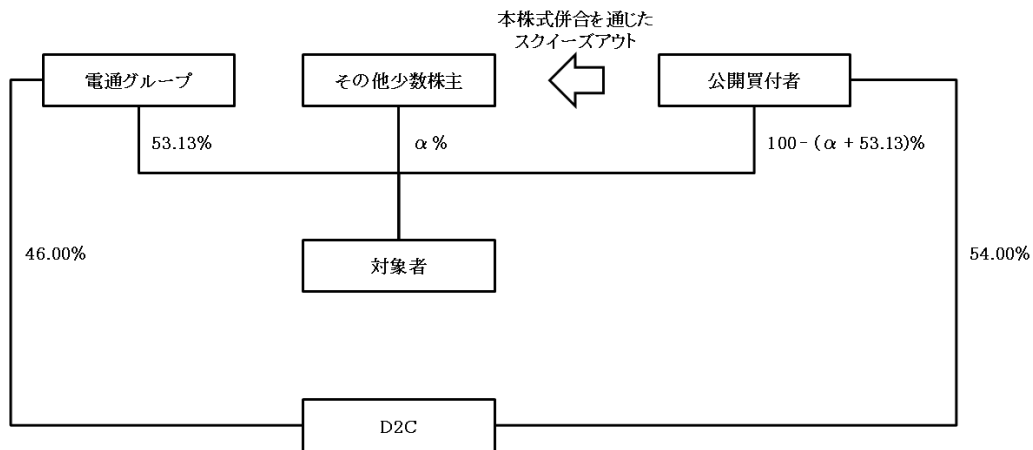 本株式併合を通じた
スクイーズアウト
電通グループ
その他少数株主
公開買付者
53.13%
α%
100-(α+53.13)%
46.00%
対象者
54.00%
D2C